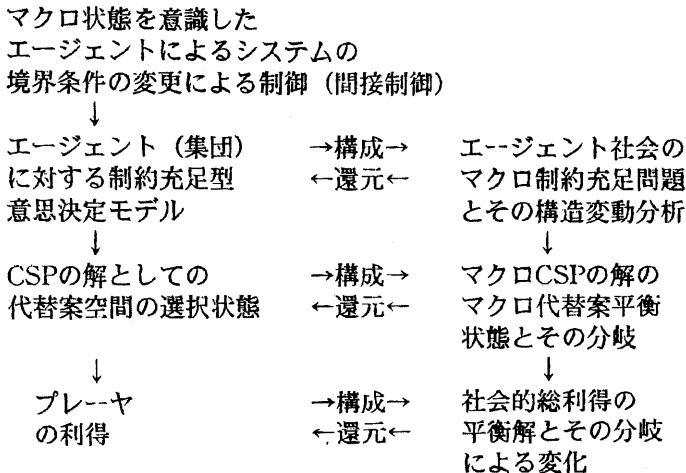 マクロ状態を意識した
エージェントによるシステムの
境界条件の変更による制御（間接制御）
↓
エージェント（集団） →構成→ エージェント社会の
に対する制約充足型 ←還元← マクロ制約充足問題
意思決定モデル とその構造変動分析
↓ ↓
CSPの解としての →構成→ マクロCSPの解の
代替案空間の選択状態 ←還元← マクロ代替案平衡
状態とその分岐
↓ ↓
プレーヤ →構成→ 社会的総利得の
の利得 ←還元← 平衡解とその分岐
による変化